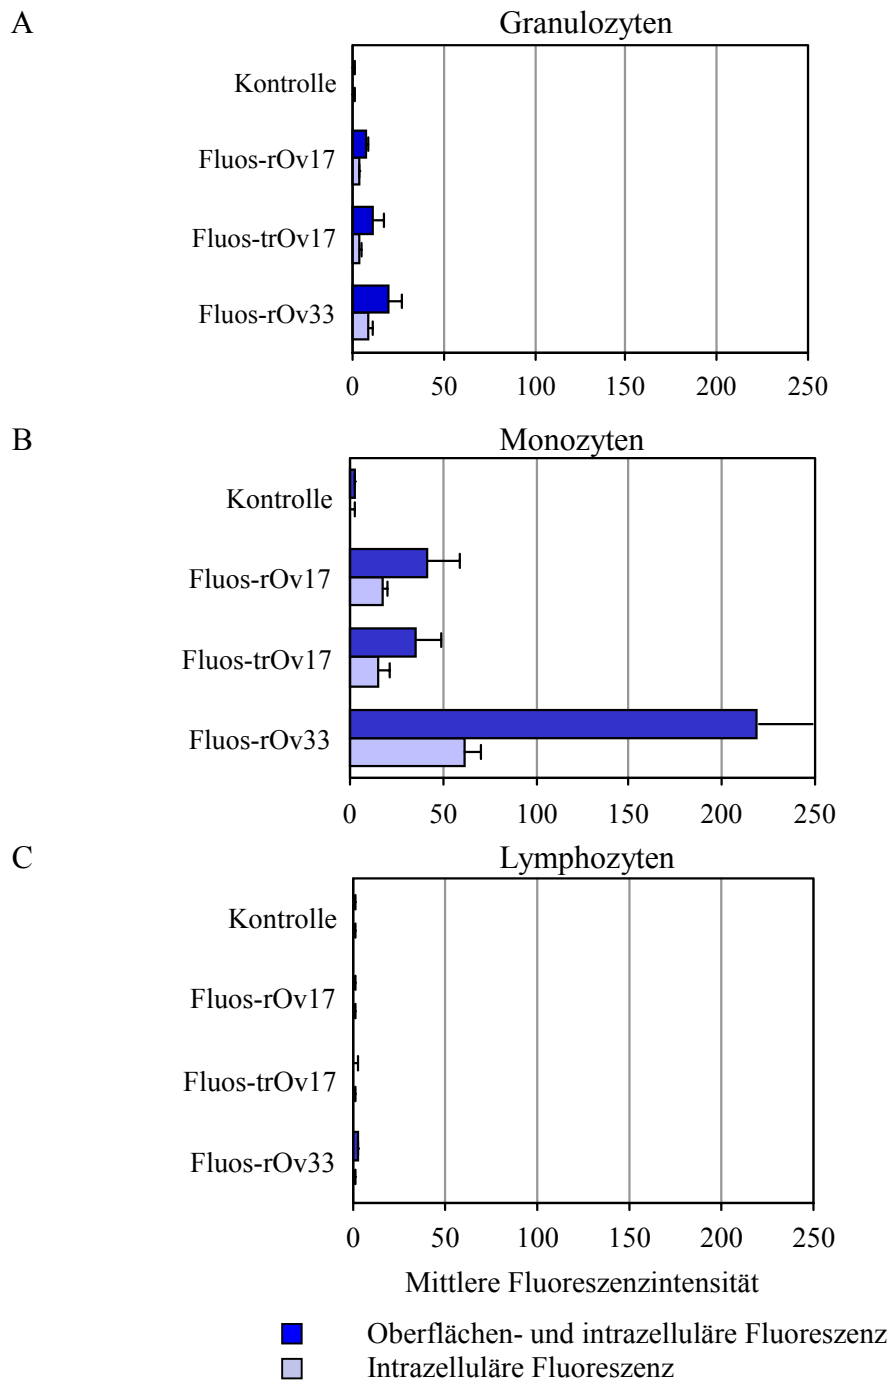 A
Granulozyten
Kontrolle
Fluos-rOv17
Fluos-trOv17
Fluos-rOv33
0 50 100 150 200 250
B
Monozyten
Kontrolle
Fluos-rOv17
Fluos-trOv17
Fluos-rOv33
0 50 100 150 200 250
C
Lymphozyten
Kontrolle
Fluos-rOv17
Fluos-trOv17
Fluos-rOv33
0 50 100 150 200 250
Mittlere Fluoreszenzintensität
Oberflächen- und intrazelluläre Fluoreszenz
Intrazelluläre Fluoreszenz